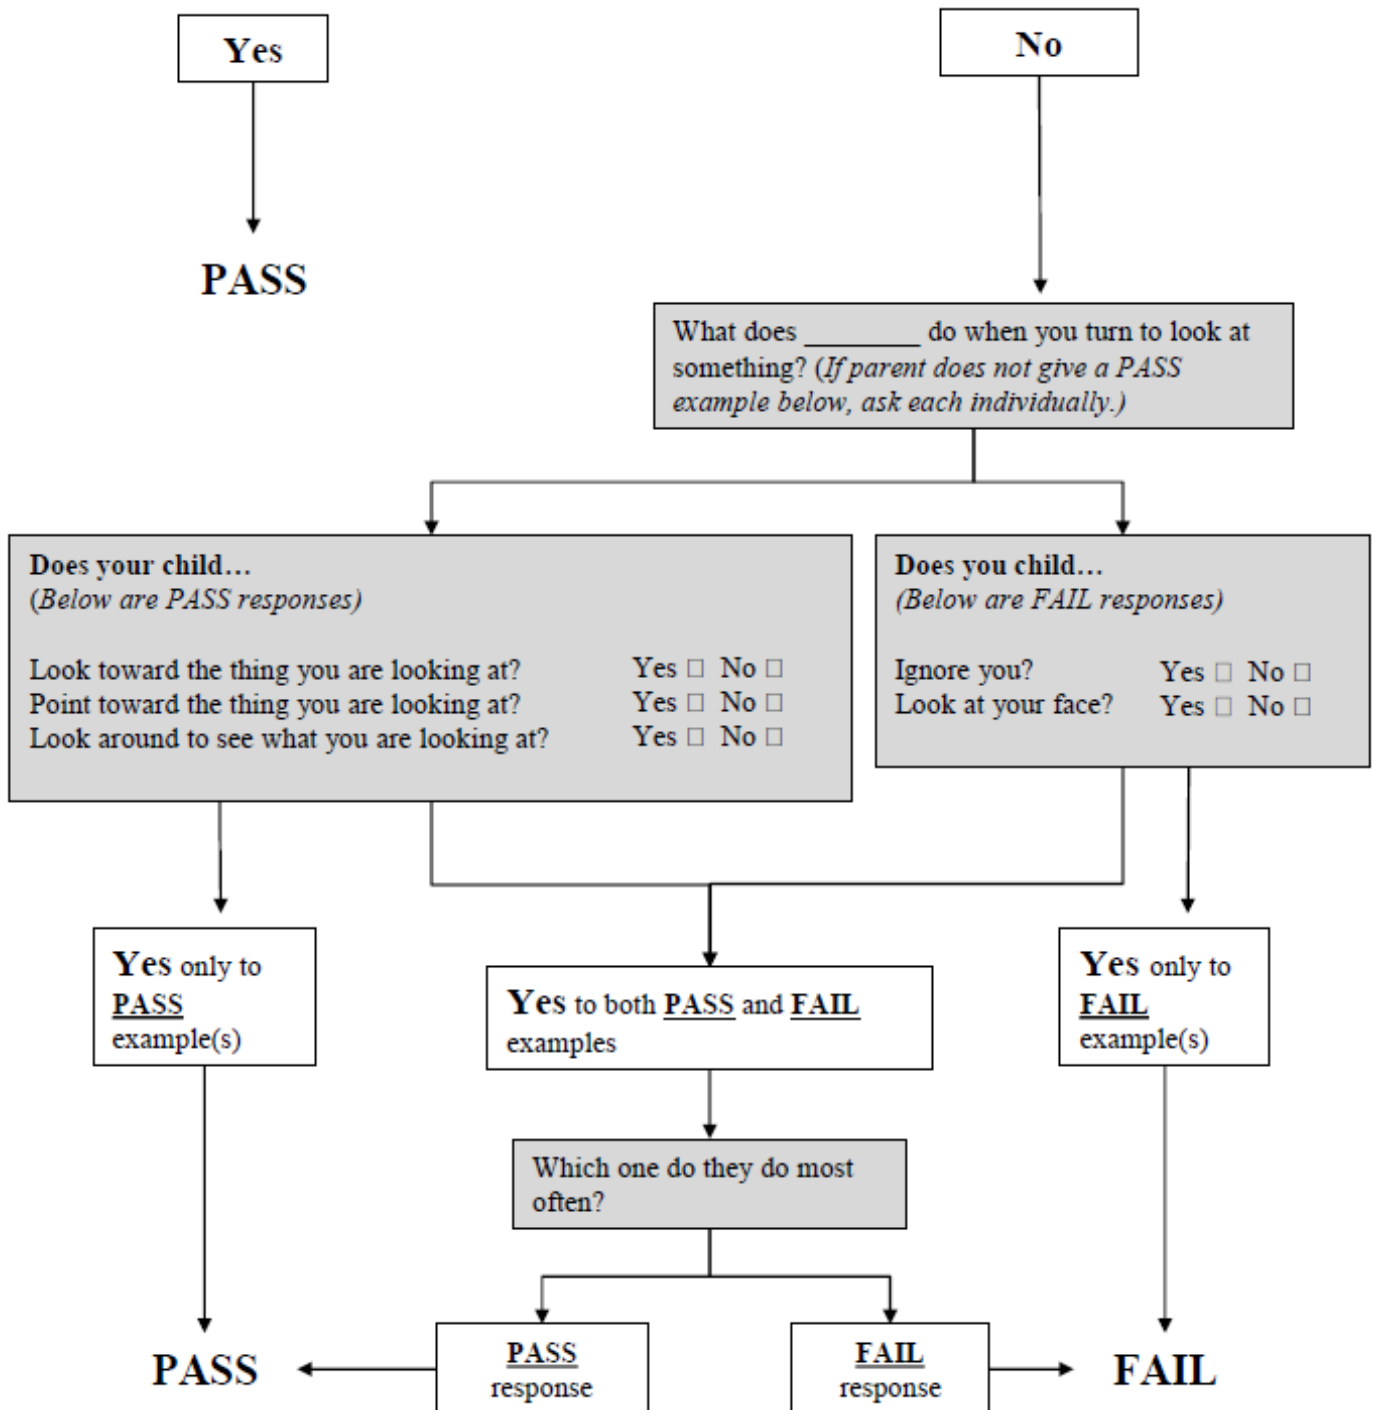 Yes
No
PASS
What does ________ do when you turn to look at
something? (If parent does not give a PASS
example below, ask each individually.)
Does your child…
(Below are PASS responses)
Look toward the thing you are looking at? Yes □ No □
Point toward the thing you are looking at? Yes □ No □
Look around to see what you are looking at? Yes □ No □
Does you child…
(Below are FAIL responses)
Ignore you? Yes □ No □
Look at your face? Yes □ No □
Yes only to
PASS
example(s)
Yes to both PASS and FAIL
examples
Yes only to
FAIL
example(s)
Which one do they do most
often?
PASS
PASS
response
FAIL
response
FAIL